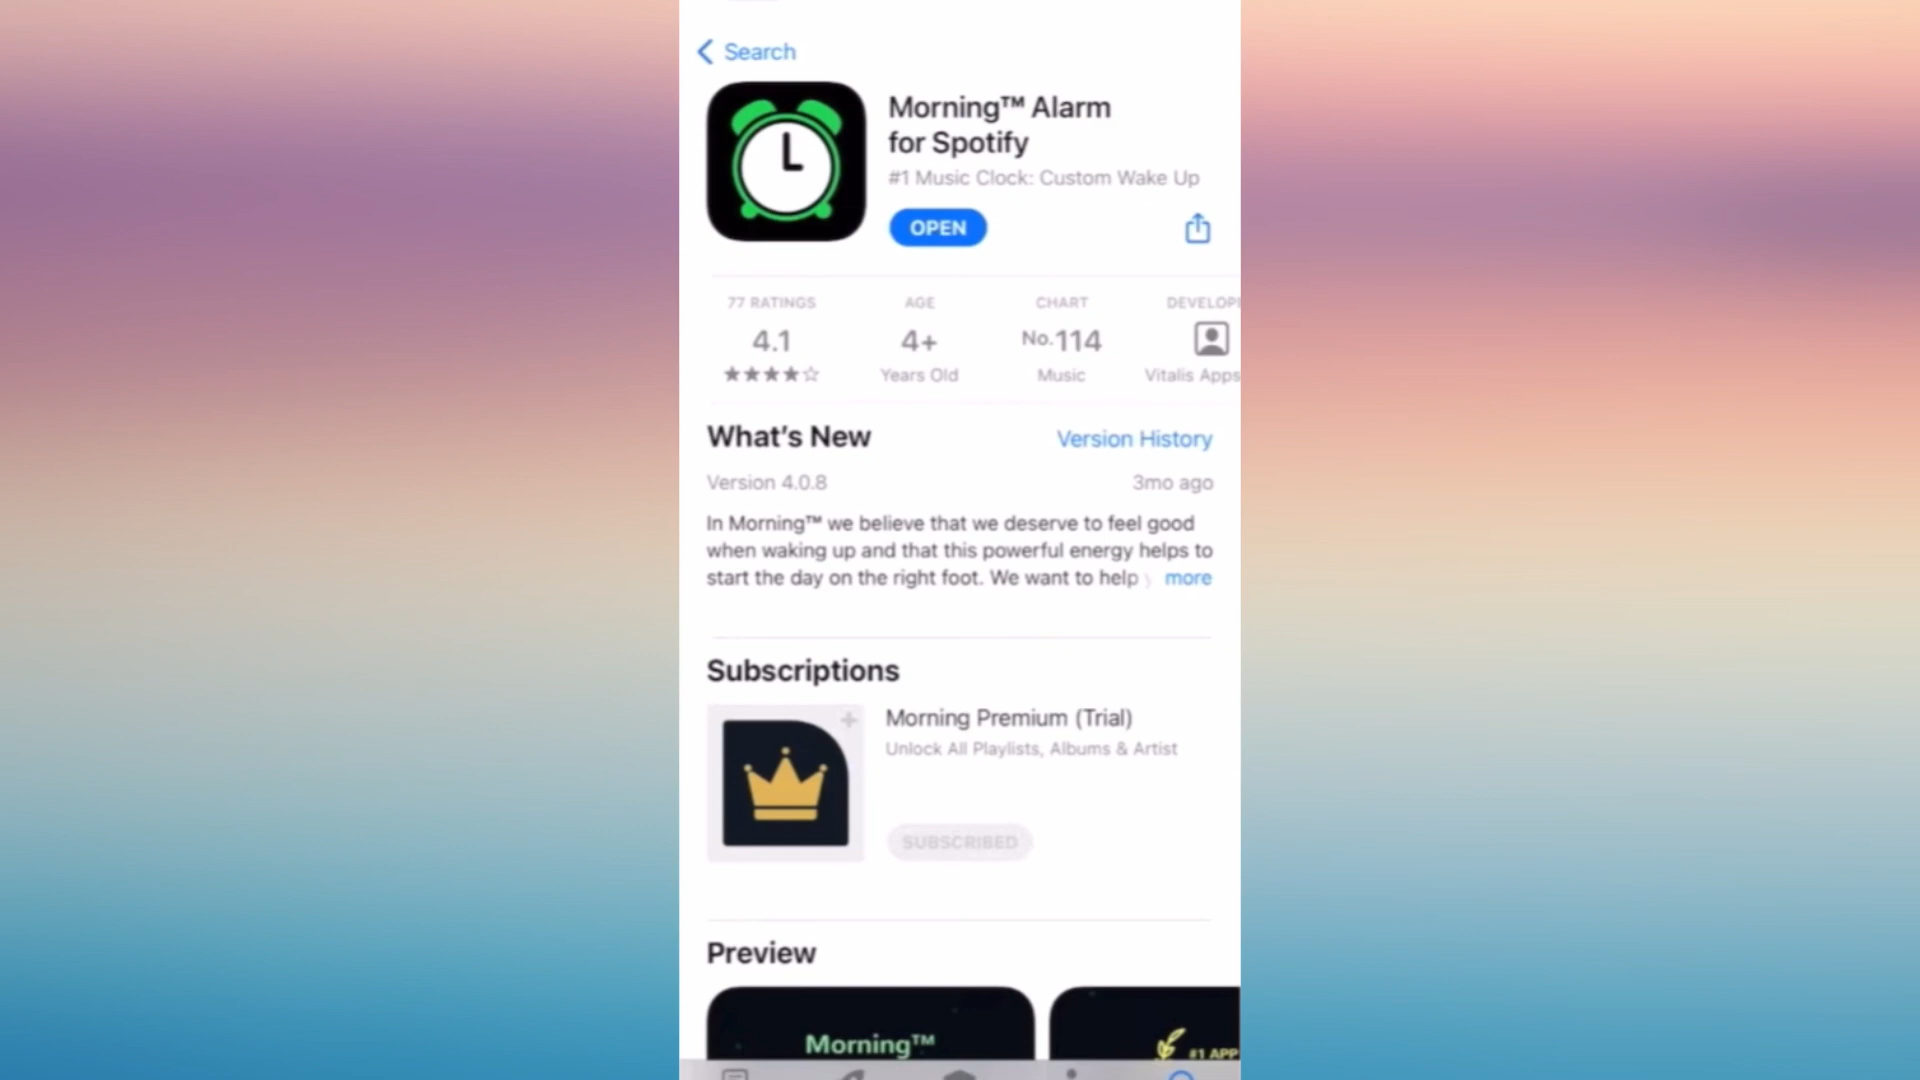 Search
Morning™ Alarm
for Spotify
#1 Music Clock: Custom Wake Up
OPEN
77 RATINGS
AGE
CHART
4.1
4+
No.114
Years Old
Music
Vitalis Apps
What's New
Version History
Version 4.0.8
3mo ago
In Morning™ we believe that we deserve to feel good
when waking up and that this powerful energy helps to
start the day on the right foot. We want to help
more
Subscriptions
Morning Premium (Trial)
Unlock All Playlists, Albums & Artist
SUBSCRIBED
Preview
Morning™
#1 APP